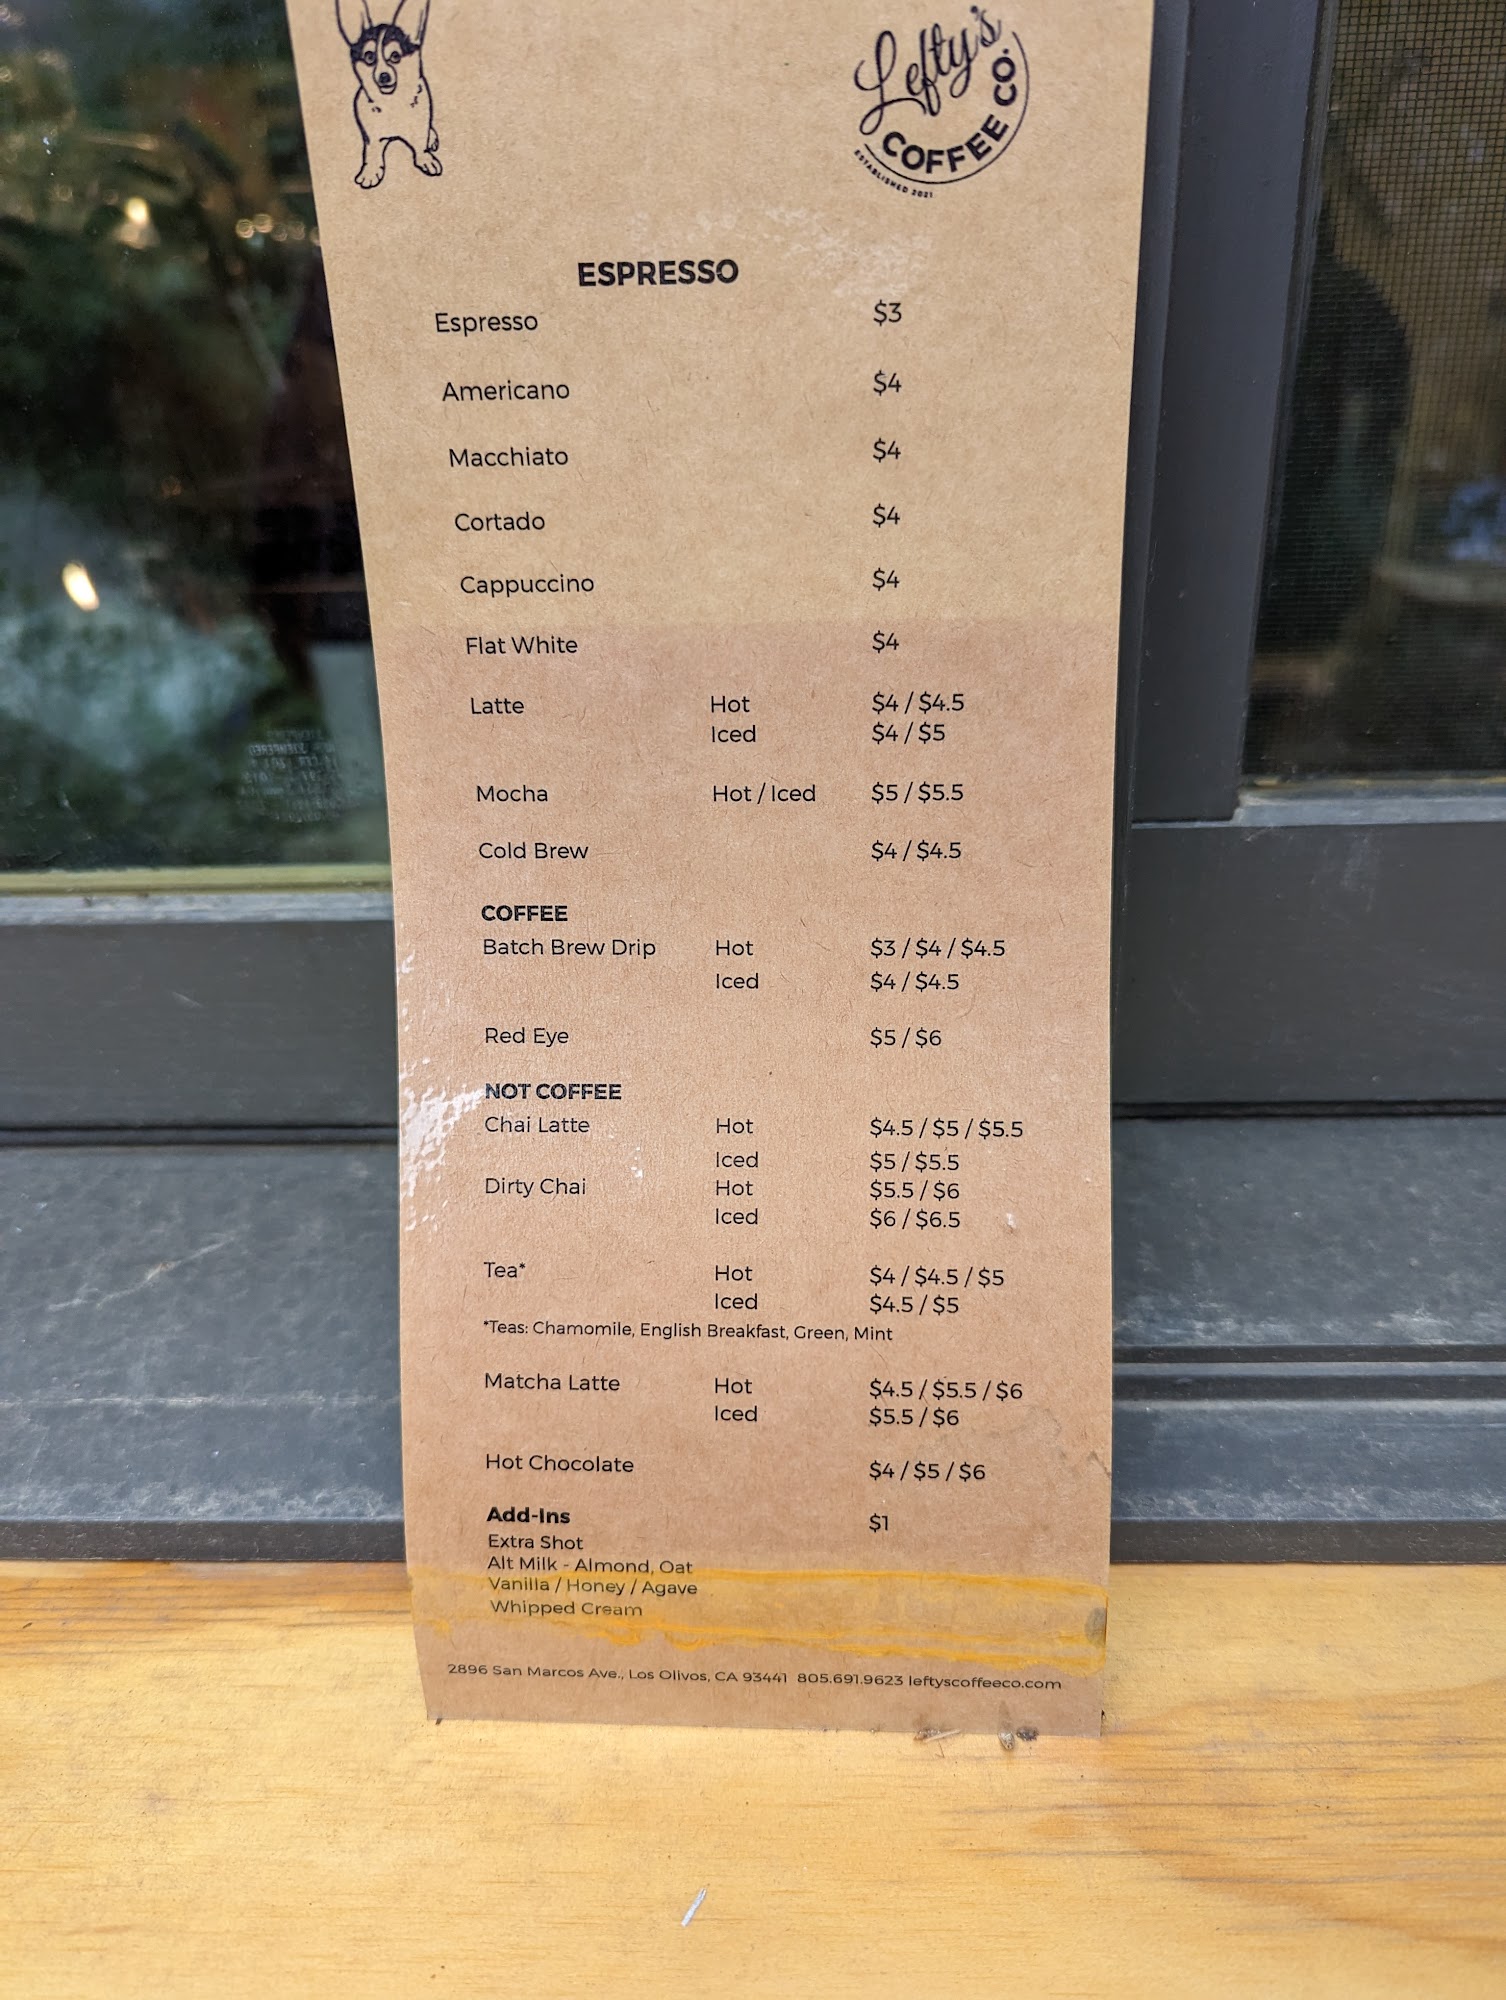 Lefty's
COFFEE CO.
ESTABLISHED 2021
ESPRESSO
Espresso $3
Americano $4
Macchiato $4
Cortado $4
Cappuccino $4
Flat White $4
Latte Hot $4 / $4.5
Iced $4 / $5
Mocha Hot / Iced $5 / $5.5
Cold Brew $4 / $4.5
COFFEE
Batch Brew Drip Hot $3 / $4 / $4.5
Iced $4 / $4.5
Red Eye $5 / $6
NOT COFFEE
Chai Latte Hot $4.5 / $5 / $5.5
Iced $5 / $5.5
Dirty Chai Hot $5.5 / $6
Iced $6 / $6.5
Tea* Hot $4 / $4.5 / $5
Iced $4.5 / $5
*Teas: Chamomile, English Breakfast, Green, Mint
Matcha Latte Hot $4.5 / $5.5 / $6
Iced $5.5 / $6
Hot Chocolate $4 / $5 / $6
Add-Ins $1
Extra Shot
Alt Milk - Almond, Oat
Vanilla / Honey / Agave
Whipped Cream
2896 San Marcos Ave., Los Olivos, CA 93441 805.691.9623 leftyscoffeeco.com